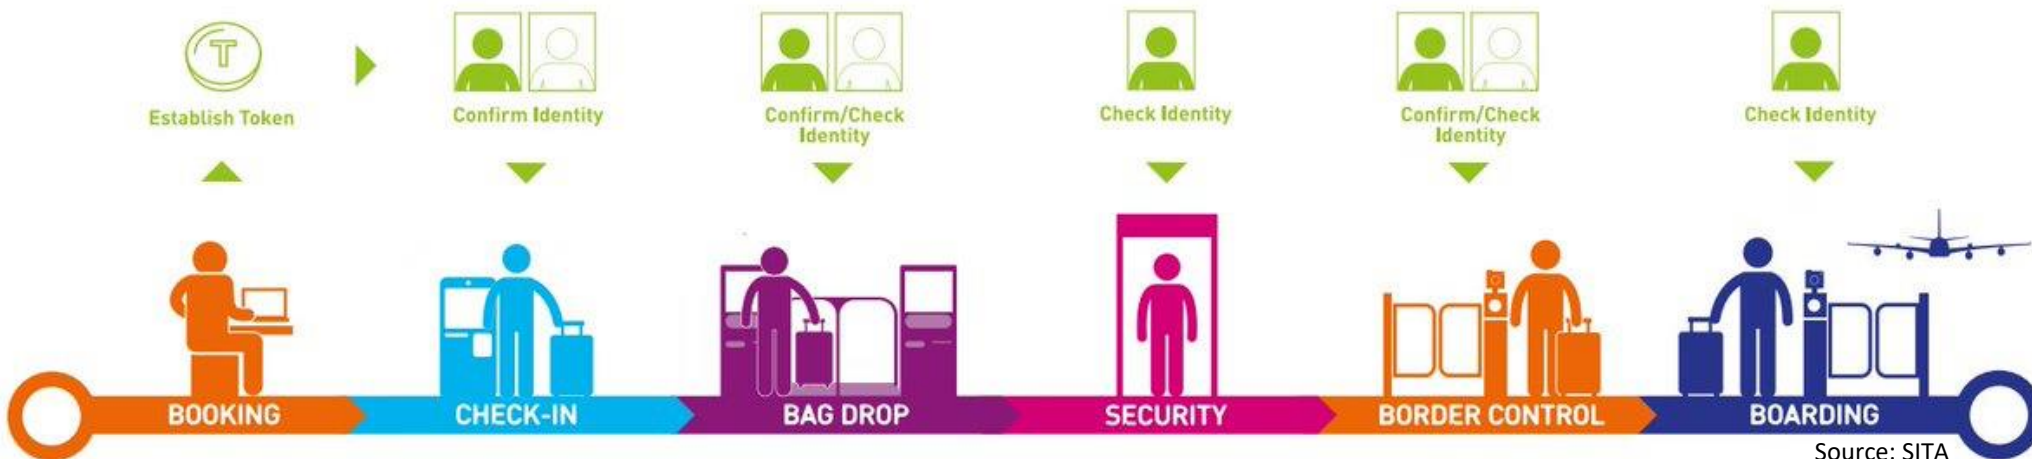 T
Establish Token
Confirm Identity
Confirm/Check
Identity
Check Identity
Confirm/Check
Identity
Check Identity
BOOKING
CHECK-IN
BAG DROP
SECURITY
BORDER CONTROL
BOARDING
Source: SITA